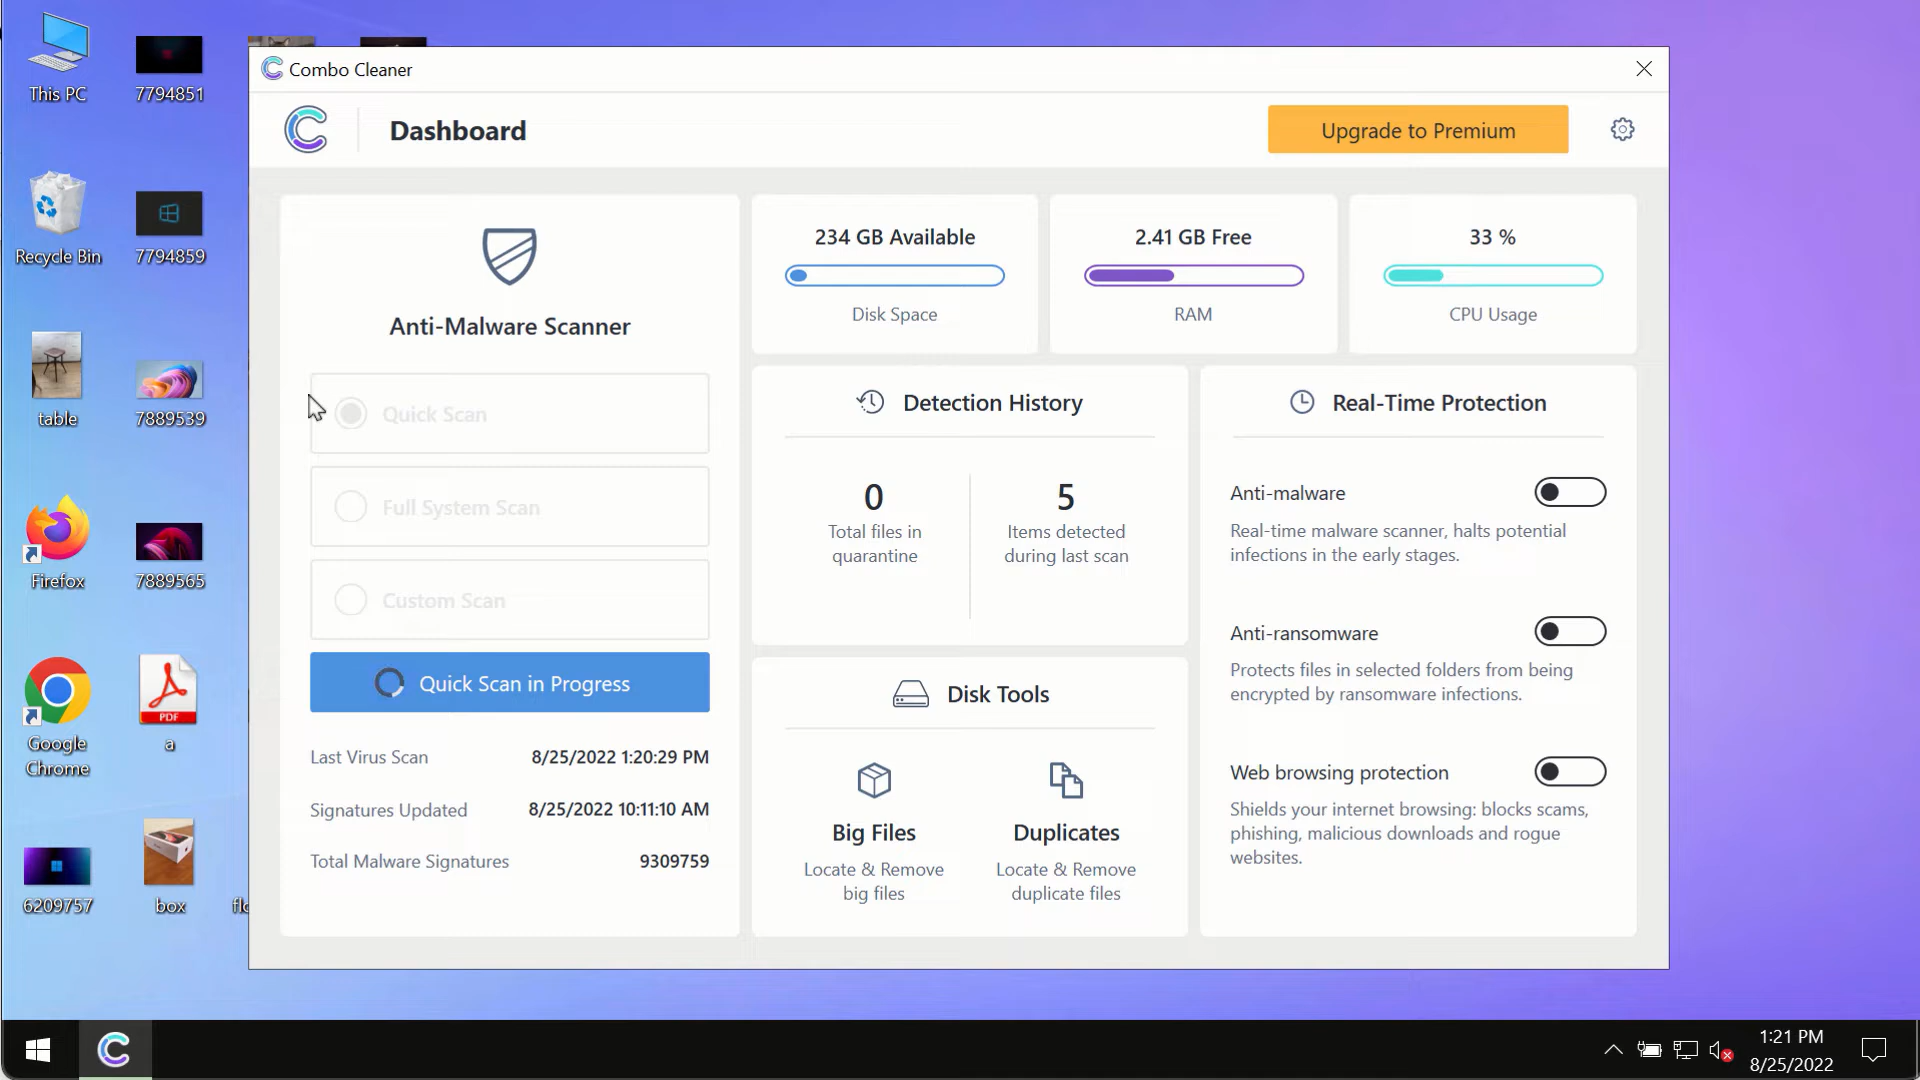 This PC
7794851
Recycle Bin
7794859
table
7889539
Firefox
7889565
Google
Chrome
PDF
a
6209757
box
Combo Cleaner
Dashboard
Upgrade to Premium
Anti-Malware Scanner
Quick Scan
Full System Scan
Custom Scan
Quick Scan in Progress
Last Virus Scan 8/25/2022 1:20:29 PM
Signatures Updated 8/25/2022 10:11:10 AM
Total Malware Signatures 9309759
234 GB Available
Disk Space
2.41 GB Free
RAM
33 %
CPU Usage
Detection History
0
Total files in
quarantine
5
Items detected
during last scan
Disk Tools
Big Files
Locate & Remove
big files
Duplicates
Locate & Remove
duplicate files
Real-Time Protection
Anti-malware
Real-time malware scanner, halts potential
infections in the early stages.
Anti-ransomware
Protects files in selected folders from being
encrypted by ransomware infections.
Web browsing protection
Shields your internet browsing: blocks scams,
phishing, malicious downloads and rogue
websites.
1:21 PM
8/25/2022